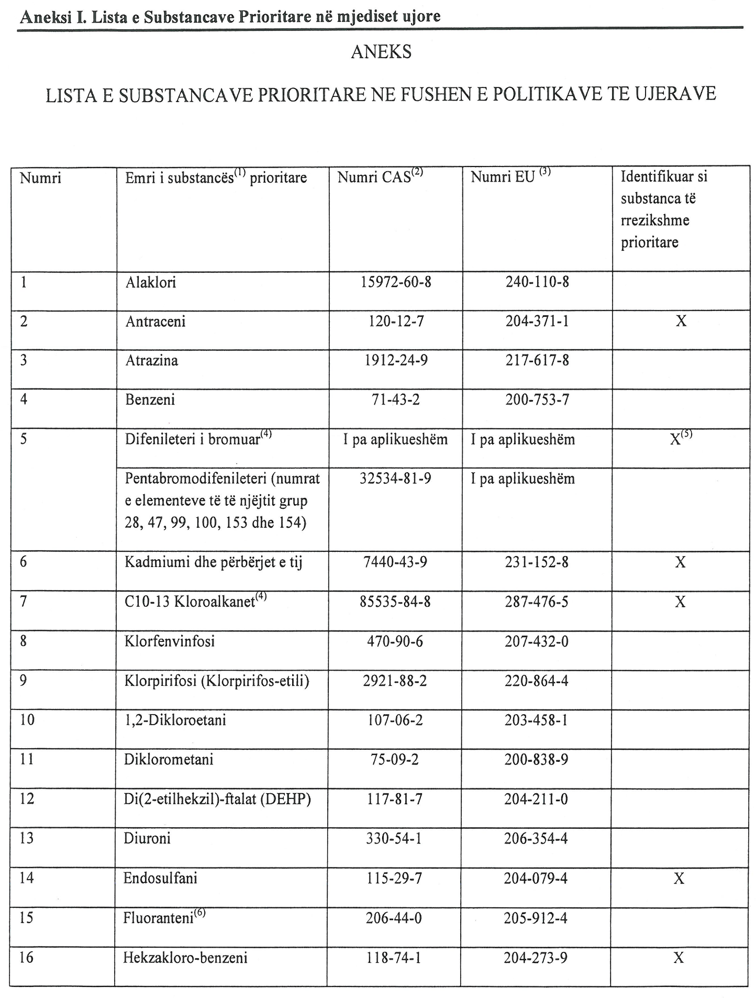 Aneksi I. Lista e Substancave Prioritare në mjediset ujore
ANEKS
LISTA E SUBSTANCAVE PRIORITARE NE FUSHEN E POLITIKAVE TE UJERAVE
Numri Emri i substancës(1) prioritare Numri CAS(2) Numri EU (3) Identifikuar si
substanca të
rrezikshme
prioritare
1 Alaklori 15972-60-8 240-110-8
2 Antraceni 120-12-7 204-371-1 X
3 Atrazina 1912-24-9 217-617-8
4 Benzeni 71-43-2 200-753-7
5 Difenileteri i bromuar(4) I pa aplikueshëm I pa aplikueshëm X(5)
Pentabromodifenileteri (numrat 32534-81-9 I pa aplikueshëm
e elementeve të të njëjtit grup
28, 47, 99, 100, 153 dhe 154)
6 Kadmiumi dhe përbërjet e tij 7440-43-9 231-152-8 X
7 C10-13 Kloroalkanet(4) 85535-84-8 287-476-5 X
8 Klorfenvinfosi 470-90-6 207-432-0
9 Klorpirifosi (Klorpirifos-etili) 2921-88-2 220-864-4
10 1,2-Dikloroetani 107-06-2 203-458-1
11 Diklorometani 75-09-2 200-838-9
12 Di(2-etilhekzil)-ftalat (DEHP) 117-81-7 204-211-0
13 Diuroni 330-54-1 206-354-4
14 Endosulfani 115-29-7 204-079-4 X
15 Fluoranteni(6) 206-44-0 205-912-4
16 Hekzakloro-benzeni 118-74-1 204-273-9 X